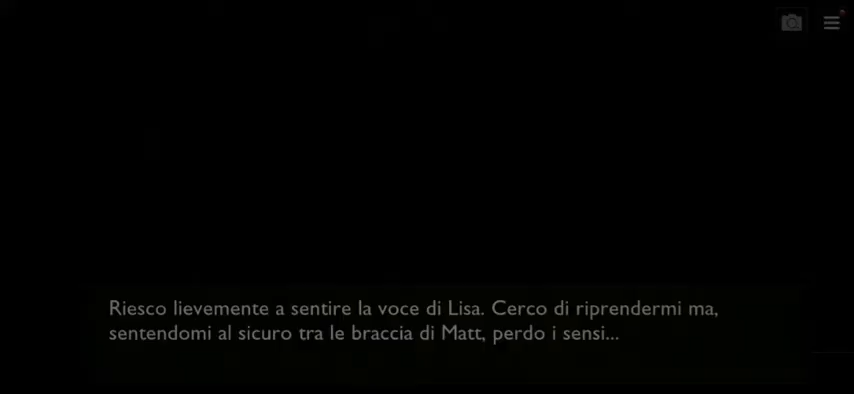 Riesco lievemente a sentire la voce di Lisa. Cerco di riprendermi ma,
sentendomi al sicuro tra le braccia di Matt, perdo i sensi...